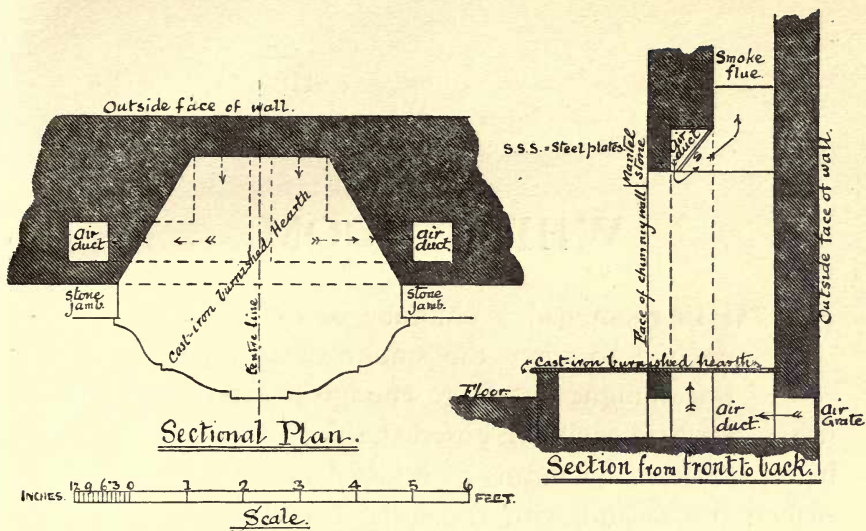 Outside face of wall.
air
duct
air
duct
Stone
jamb.
Stone
jamb.
Cast-iron burnished Hearth
Centre line
Sectional Plan.
INCHES.
12 9 6 3 0 1 2 3 4 5 6
FEET.
Scale.
Smoke
flue.
S.S.S. = Steel plates
Mantel
stone
air
duct
S
Face of chimney wall
Outside face of wall.
Cast-iron burnished hearth
Floor.
air
duct.
air
Grate
Section from front to back.